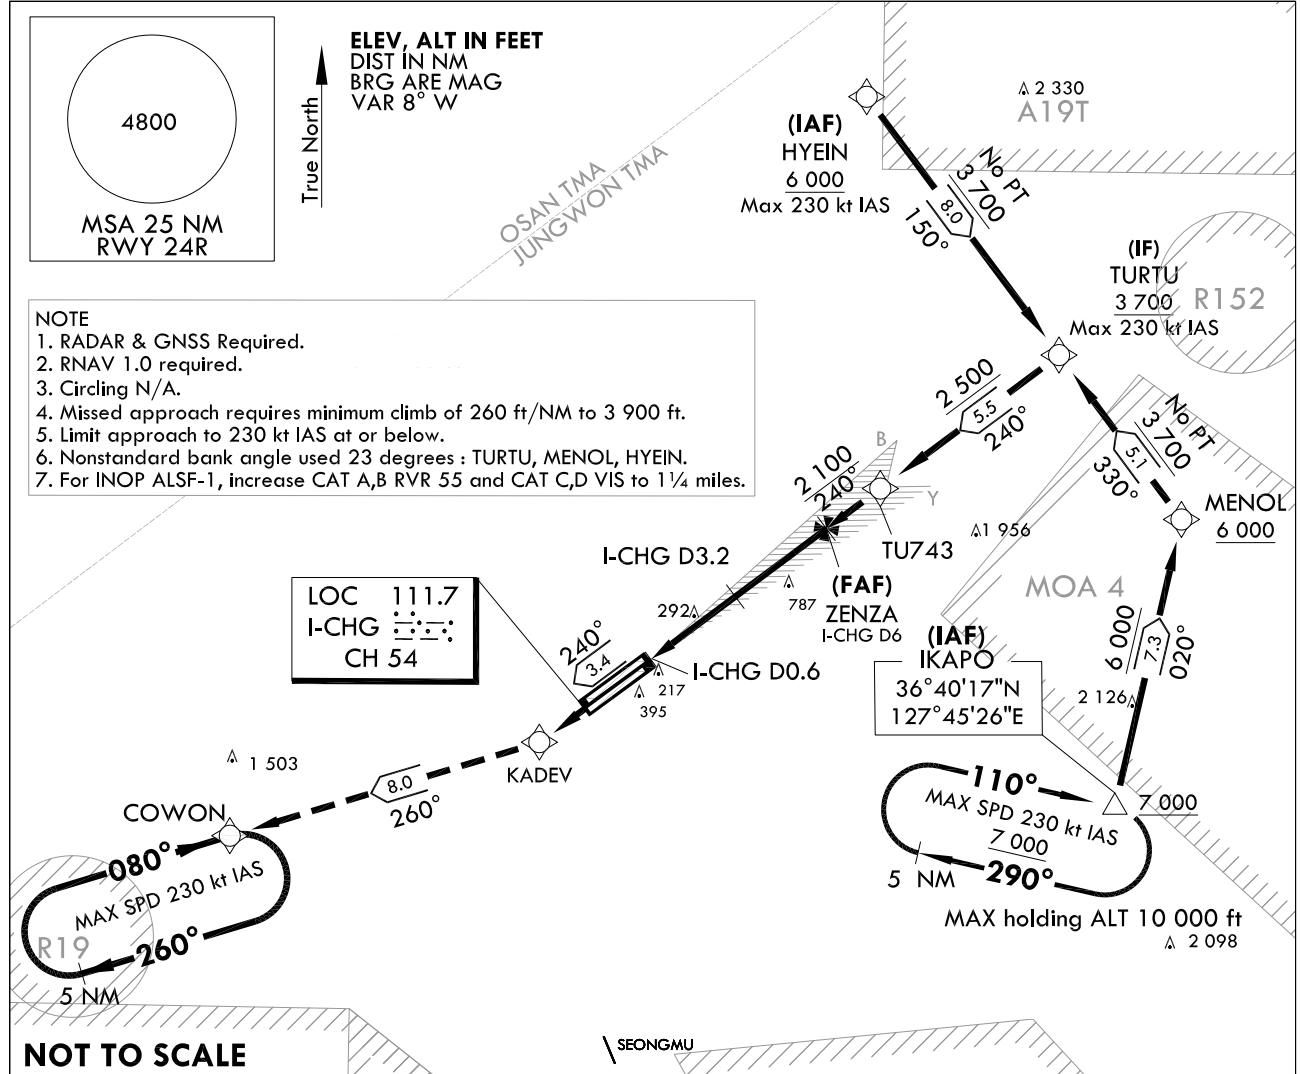 4800
MSA 25 NM
RWY 24R
True North
ELEV, ALT IN FEET
DIST IN NM
BRG ARE MAG
VAR 8° W
OSAN TMA
JUNGWON TMA
(IAF)
HYEIN
6 000
Max 230 kt IAS
2 330
A19T
No PT
3 700
8.0
150°
(IF)
TURTU
3 700
Max 230 kt IAS
R152
NOTE
1. RADAR & GNSS Required.
2. RNAV 1.0 required.
3. Circling N/A.
4. Missed approach requires minimum climb of 260 ft/NM to 3 900 ft.
5. Limit approach to 230 kt IAS at or below.
6. Nonstandard bank angle used 23 degrees : TURTU, MENOL, HYEIN.
7. For INOP ALSF-1, increase CAT A,B RVR 55 and CAT C,D VIS to 1¼ miles.
2 500
5.5
240°
No PT
3 700
5.1
330°
MENOL
6 000
B
Y
2 100
240°
TU743
1 956
I-CHG D3.2
(FAF)
ZENZA
I-CHG D6
787
292
MOA 4
LOC 111.7
I-CHG
CH 54
240°
3.4
I-CHG D0.6
217
395
(IAF)
IKAPO
36°40'17"N
127°45'26"E
6 000
7.3
020°
2 126
1 503
KADEV
8.0
260°
COWON
080°
MAX SPD 230 kt IAS
260°
R19
5 NM
110°
MAX SPD 230 kt IAS
7 000
290°
7 000
5 NM
MAX holding ALT 10 000 ft
2 098
NOT TO SCALE
SEONGMU